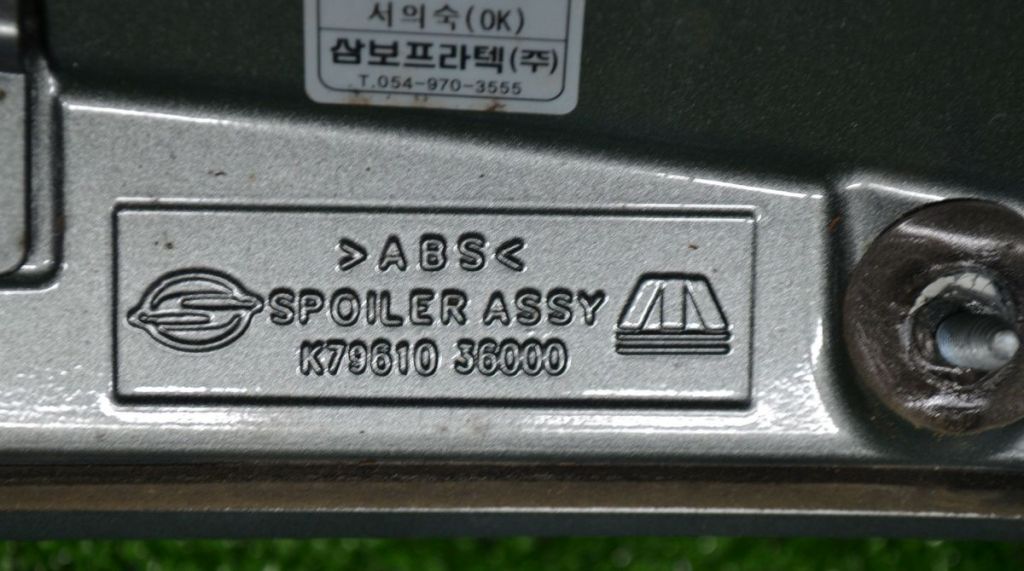 서의숙(OK)
삼보프라텍(주)
T.054-970-3555
>ABS<
SPOILER ASSY
K79610 36000